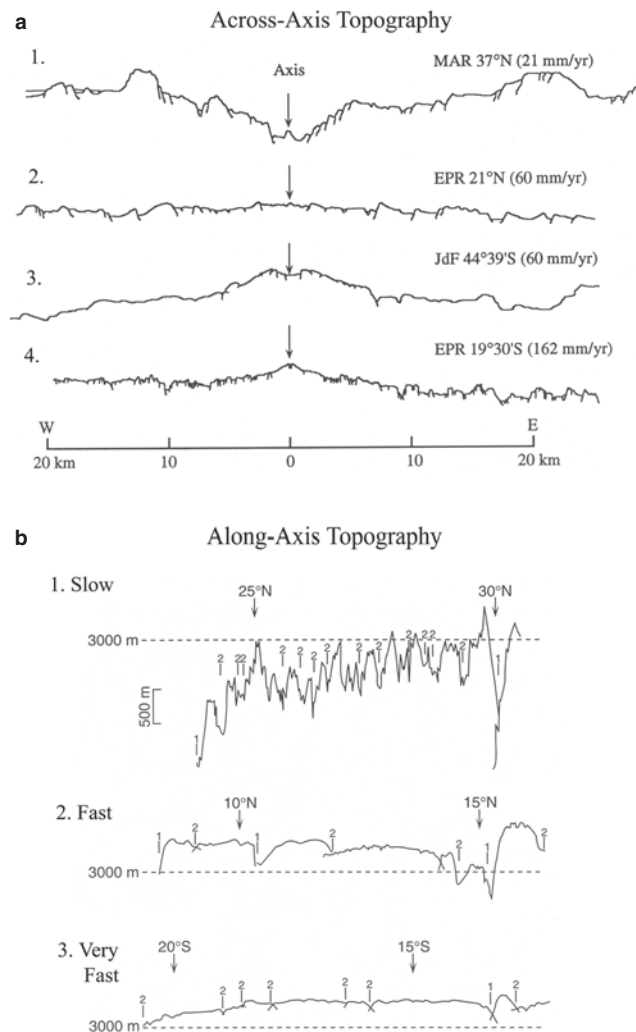 a
Across-Axis Topography
1.
Axis
MAR 37°N (21 mm/yr)
2.
EPR 21°N (60 mm/yr)
3.
JdF 44°39'S (60 mm/yr)
4.
EPR 19°30'S (162 mm/yr)
W E
20 km 10 0 10 20 km
b
Along-Axis Topography
1. Slow
25°N 30°N
3000 m
2 22 2 2 2 2 2 2 2 22 2 1
500 m
1
2. Fast
10°N 15°N
1 2 1 2 2 1 2
3000 m
3. Very Fast
20°S 15°S
2 2 2 2 2 2 1 2
3000 m